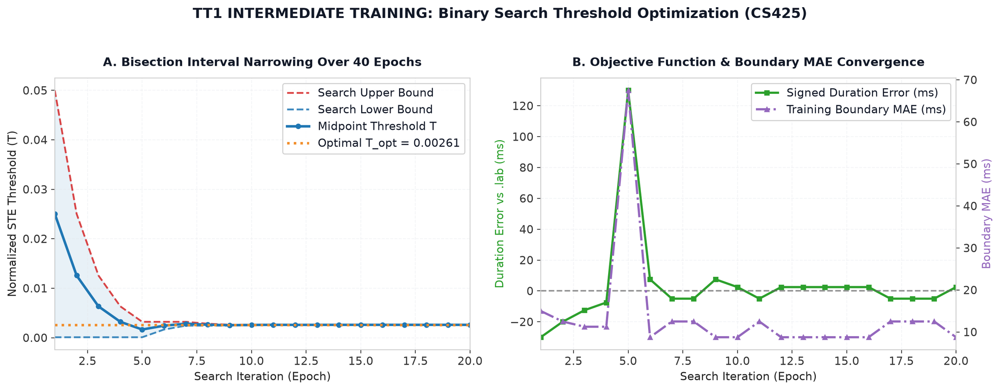 TT1 INTERMEDIATE TRAINING: Binary Search Threshold Optimization (CS425)
A. Bisection Interval Narrowing Over 40 Epochs
Normalized STE Threshold (T)
0.05
0.04
0.03
0.02
0.01
0.00
Search Upper Bound
Search Lower Bound
Midpoint Threshold T
Optimal T_opt = 0.00261
2.5 5.0 7.5 10.0 12.5 15.0 17.5 20.0
Search Iteration (Epoch)
B. Objective Function & Boundary MAE Convergence
Duration Error vs .lab (ms)
120
100
80
60
40
20
0
−20
Signed Duration Error (ms)
Training Boundary MAE (ms)
70
60
50
40
30
20
10
Boundary MAE (ms)
2.5 5.0 7.5 10.0 12.5 15.0 17.5 20.0
Search Iteration (Epoch)